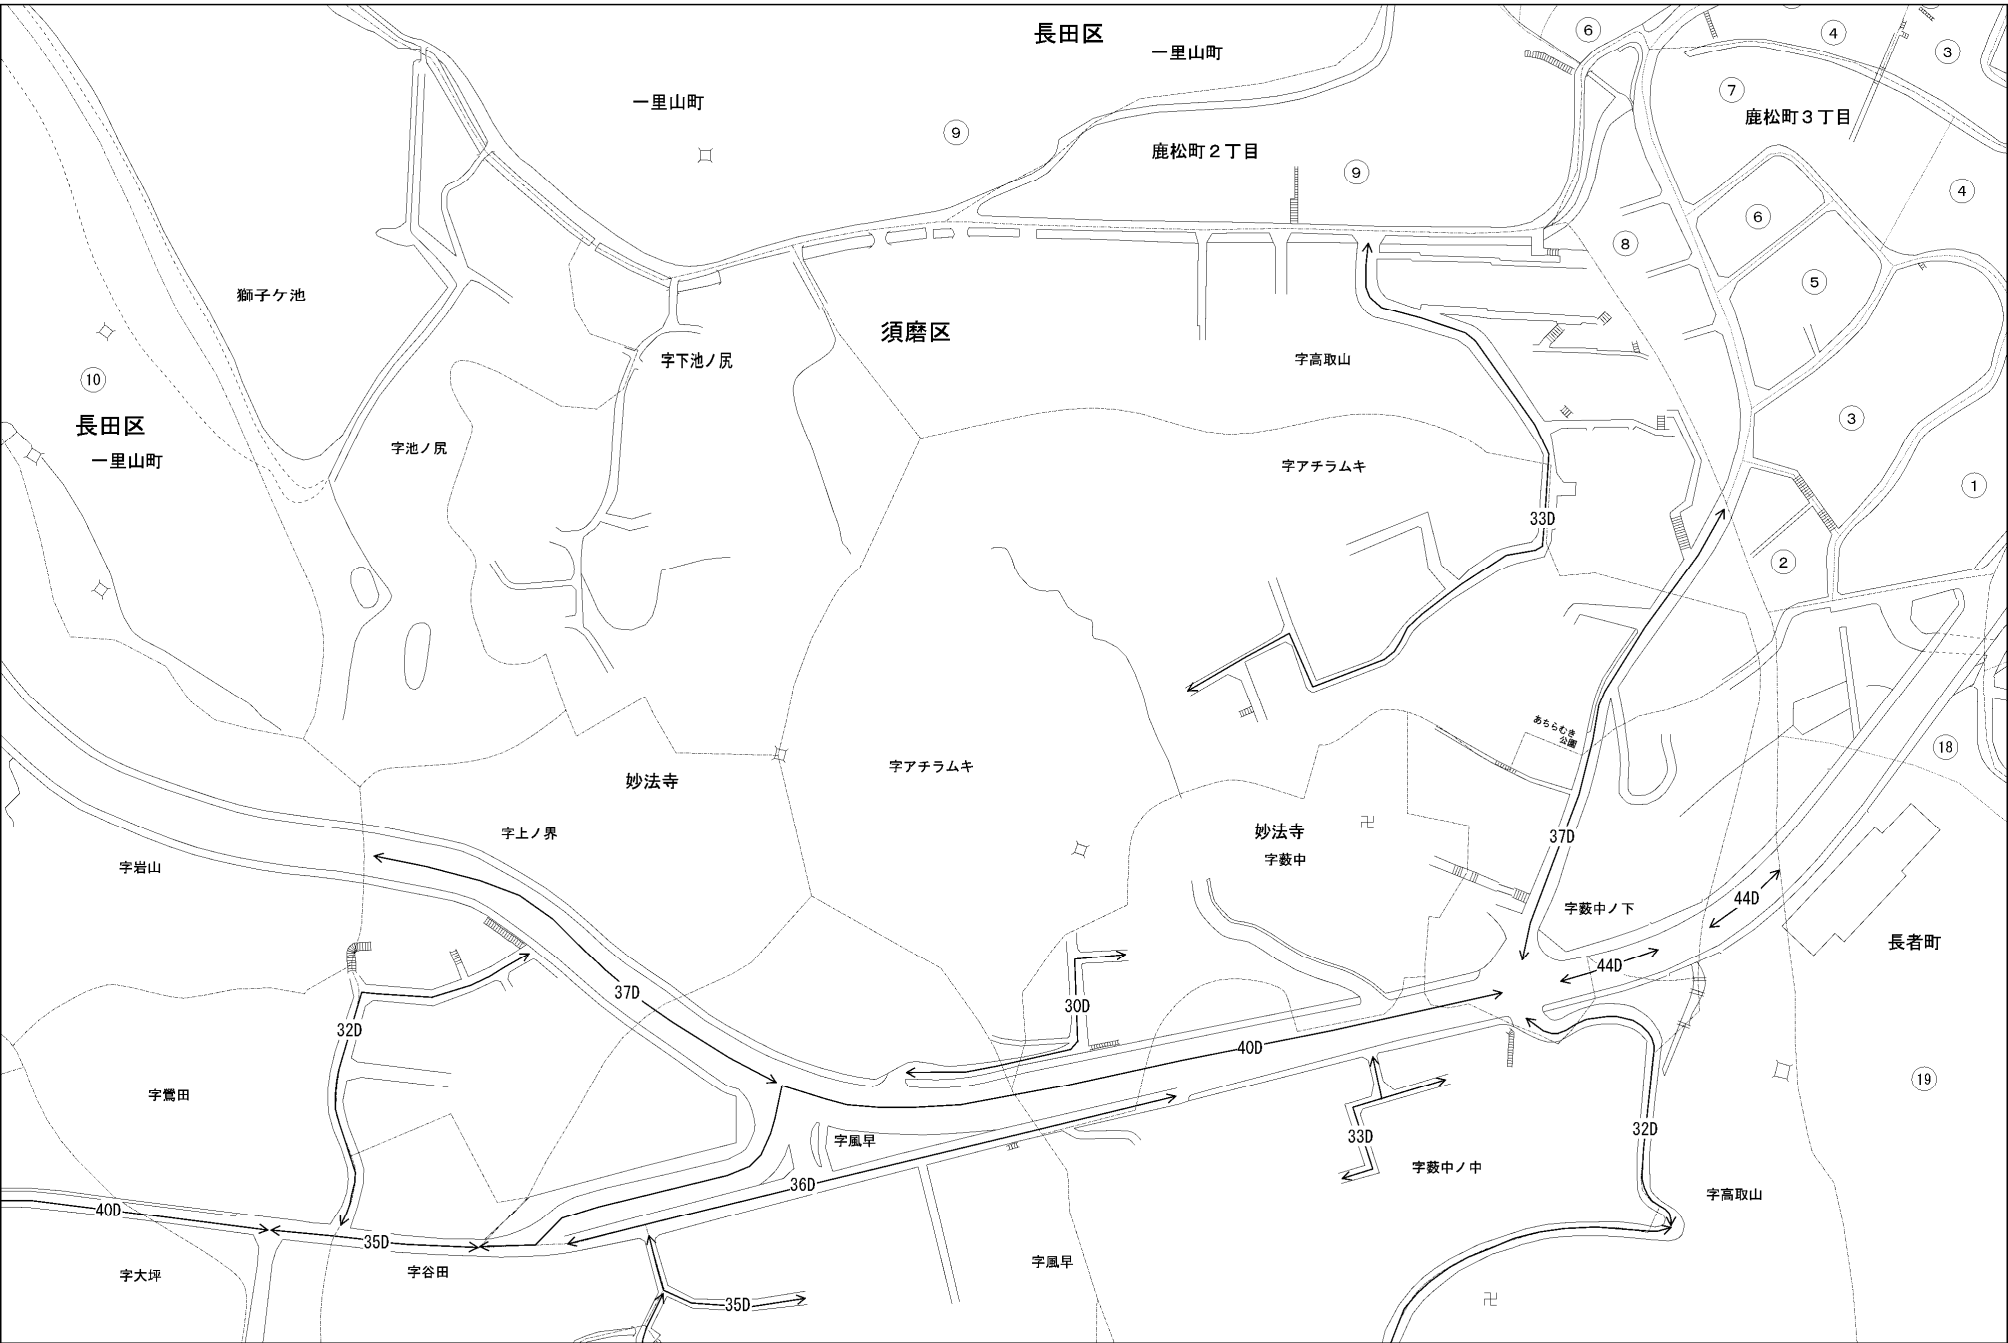 長田区
一里山町
⑥
④
③
⑦
鹿松町３丁目
一里山町
⑨
鹿松町２丁目
⑨
④
⑥
⑧
⑤
獅子ケ池
須磨区
字下池ノ尻
字高取山
⑩
長田区
一里山町
字池ノ尻
字アチラムキ
③
①
33D
②
あちらむき
公園
⑱
妙法寺
字アチラムキ
字上ノ界
妙法寺
字薮中
37D
字岩山
44D
字薮中ノ下
長者町
44D
37D
30D
32D
40D
字鶯田
⑲
字風早
33D
32D
字薮中ノ中
36D
字高取山
40D
35D
字大坪
字谷田
字風早
35D